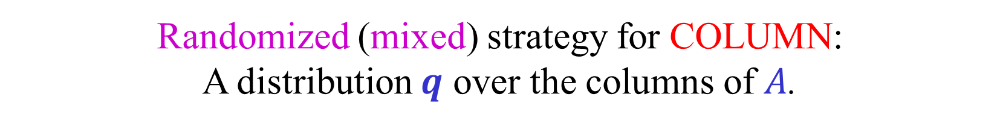 Randomized (mixed) strategy for COLUMN:
A distribution q over the columns of A.